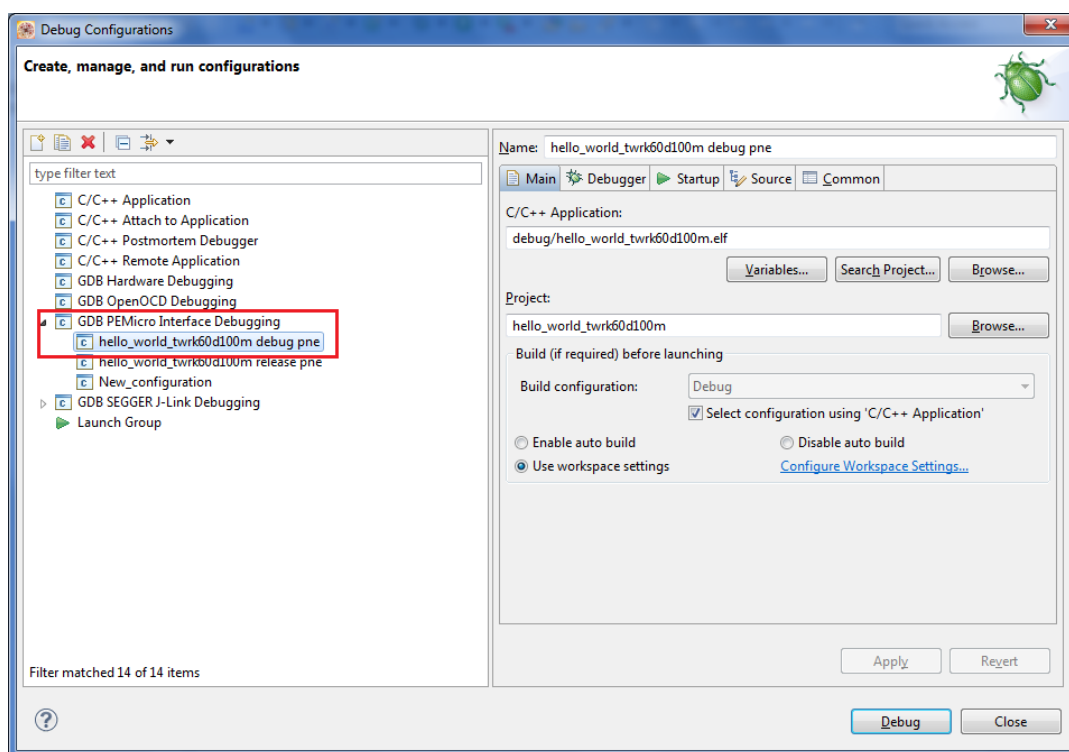 Debug Configurations
Create, manage, and run configurations
type filter text
C/C++ Application
C/C++ Attach to Application
C/C++ Postmortem Debugger
C/C++ Remote Application
GDB Hardware Debugging
GDB OpenOCD Debugging
GDB PEMicro Interface Debugging
hello_world_twrk60d100m debug pne
hello_world_twrk60d100m release pne
New_configuration
GDB SEGGER J-Link Debugging
Launch Group
Filter matched 14 of 14 items
Name: hello_world_twrk60d100m debug pne
Main Debugger Startup Source Common
C/C++ Application:
debug/hello_world_twrk60d100m.elf
Variables... Search Project... Browse...
Project:
hello_world_twrk60d100m Browse...
Build (if required) before launching
Build configuration: Debug
Select configuration using 'C/C++ Application'
Enable auto build Disable auto build
Use workspace settings Configure Workspace Settings...
Apply Revert
Debug Close